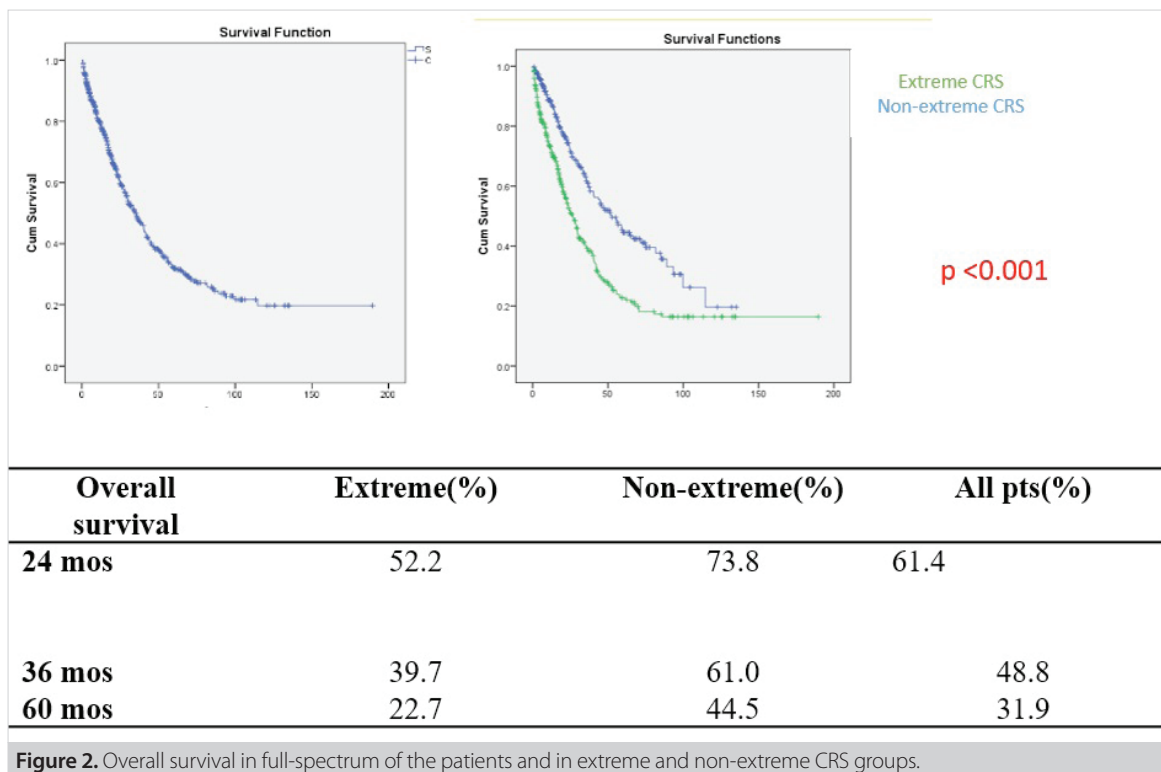 Survival Function
S
C
Cum Survival
1.0
0.8
0.6
0.4
0.2
0.0
0 50 100 150 200
Survival Functions
Cum Survival
1.0
0.8
0.6
0.4
0.2
0.0
0 50 100 150 200
Extreme CRS
Non-extreme CRS
p <0.001
Overall survival Extreme(%) Non-extreme(%) All pts(%)
24 mos 52.2 73.8 61.4
36 mos 39.7 61.0 48.8
60 mos 22.7 44.5 31.9
Figure 2. Overall survival in full-spectrum of the patients and in extreme and non-extreme CRS groups.